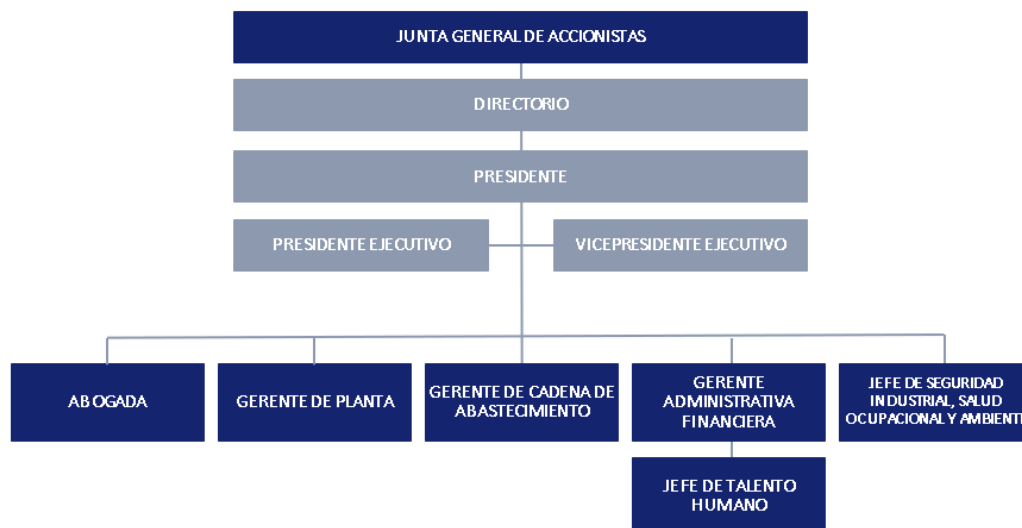 JUNTA GENERAL DE ACCIONISTAS
DIRECTORIO
PRESIDENTE
PRESIDENTE EJECUTIVO
VICEPRESIDENTE EJECUTIVO
ABOGADA
GERENTE DE PLANTA
GERENTE DE CADENA DE
ABASTECIMIENTO
GERENTE
ADMINISTRATIVA
FINANCIERA
JEFE DE SEGURIDAD
INDUSTRIAL, SALUD
OCUPACIONAL Y AMBIENTE
JEFE DE TALENTO
HUMANO